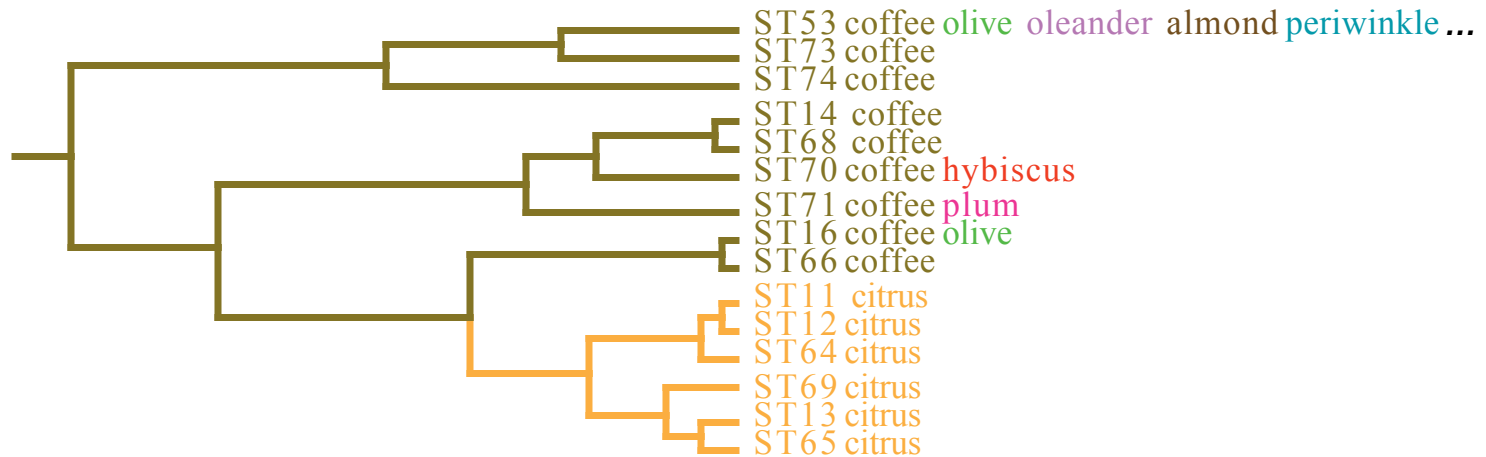 ST53 coffee olive oleander almond periwinkle ...
ST73 coffee
ST74 coffee
ST14 coffee
ST68 coffee
ST70 coffee hybiscus
ST71 coffee plum
ST16 coffee olive
ST66 coffee
ST11 citrus
ST12 citrus
ST64 citrus
ST69 citrus
ST13 citrus
ST65 citrus